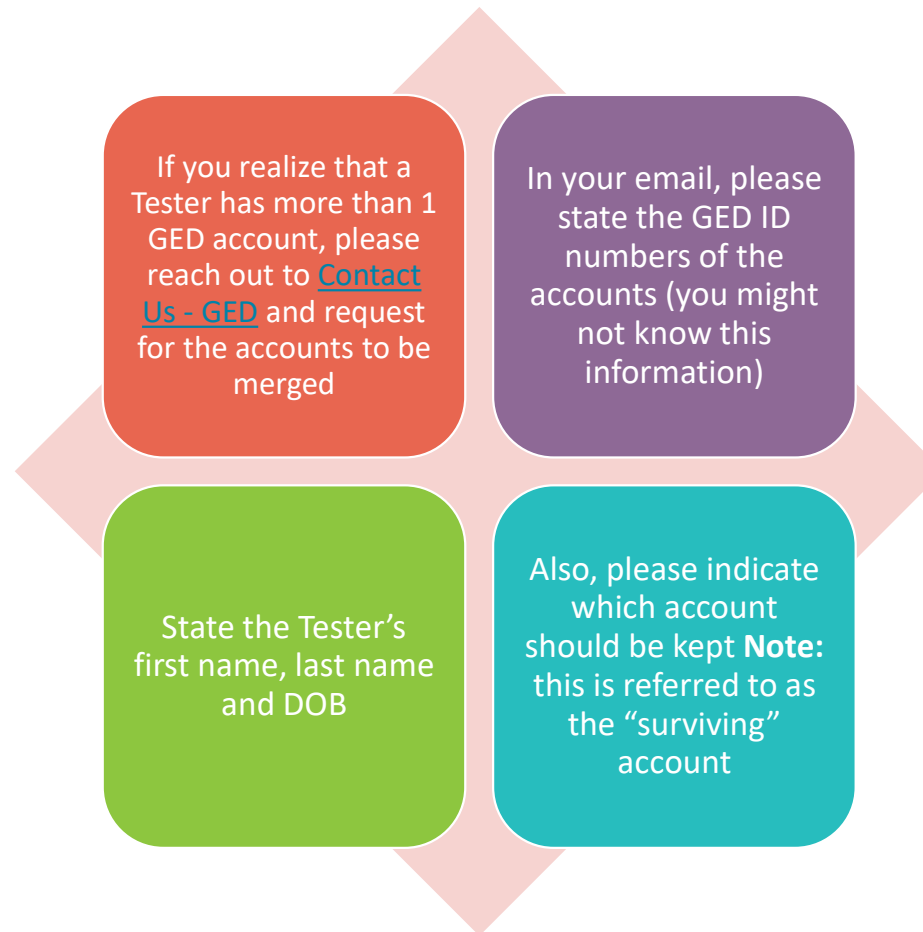 If you realize that a
Tester has more than 1
GED account, please
reach out to Contact
Us - GED and request
for the accounts to be
merged
In your email, please
state the GED ID
numbers of the
accounts (you might
not know this
information)
State the Tester’s
first name, last name
and DOB
Also, please indicate
which account
should be kept Note:
this is referred to as
the “surviving”
account